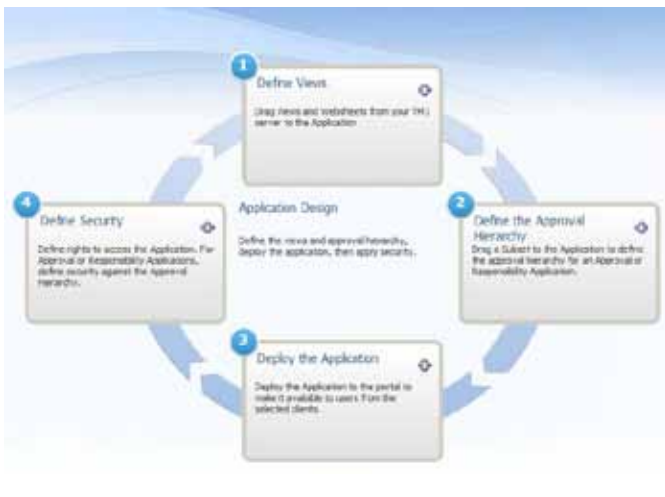 1
Define Views
Drag views and websheets from your TM1
server to the Application
4
Define Security
Define rights to access the Application. For
Approval or Responsibility Applications,
define security against the Approval
Hierarchy.
Application Design
Define the views and approval hierarchy,
deploy the application, then apply security.
2
Define the Approval
Hierarchy
Drag a Subset to the Application to define
the approval hierarchy for an Approval or
Responsibility Application.
3
Deploy the Application
Deploy the Application to the portal to
make it available to users from the
selected clients.